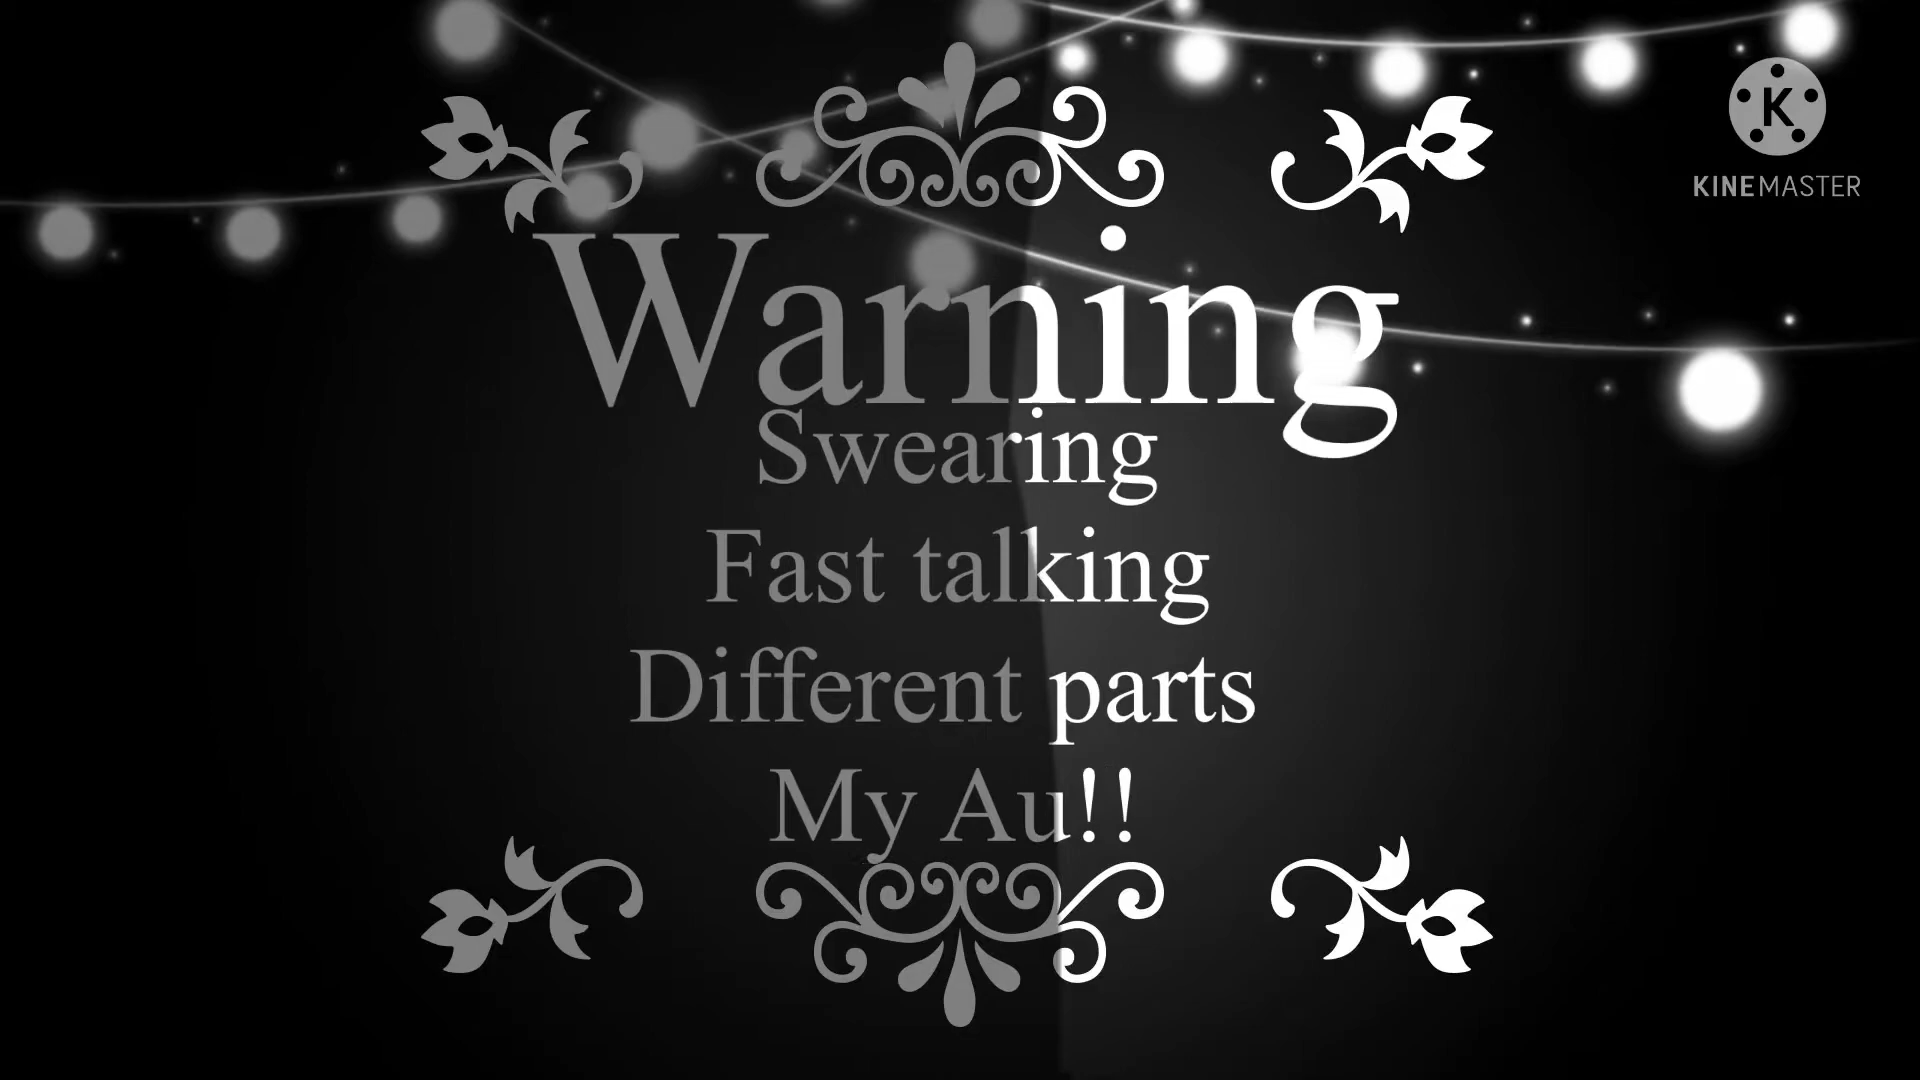 K
KINEMASTER
Warning
Swearing
Fast talking
Different parts
My Au!!